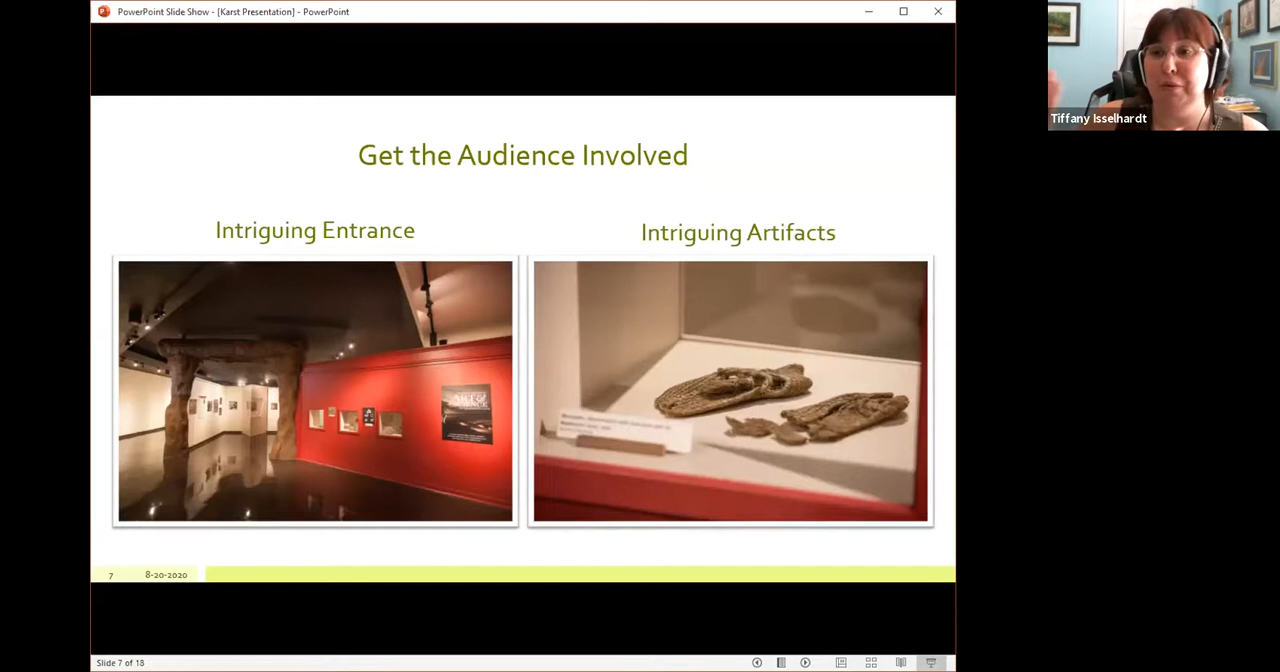 PowerPoint Slide Show - [Karst Presentation] - PowerPoint
Tiffany Isselhardt
Get the Audience Involved
Intriguing Entrance
Intriguing Artifacts
7 8-20-2020
Slide 7 of 18